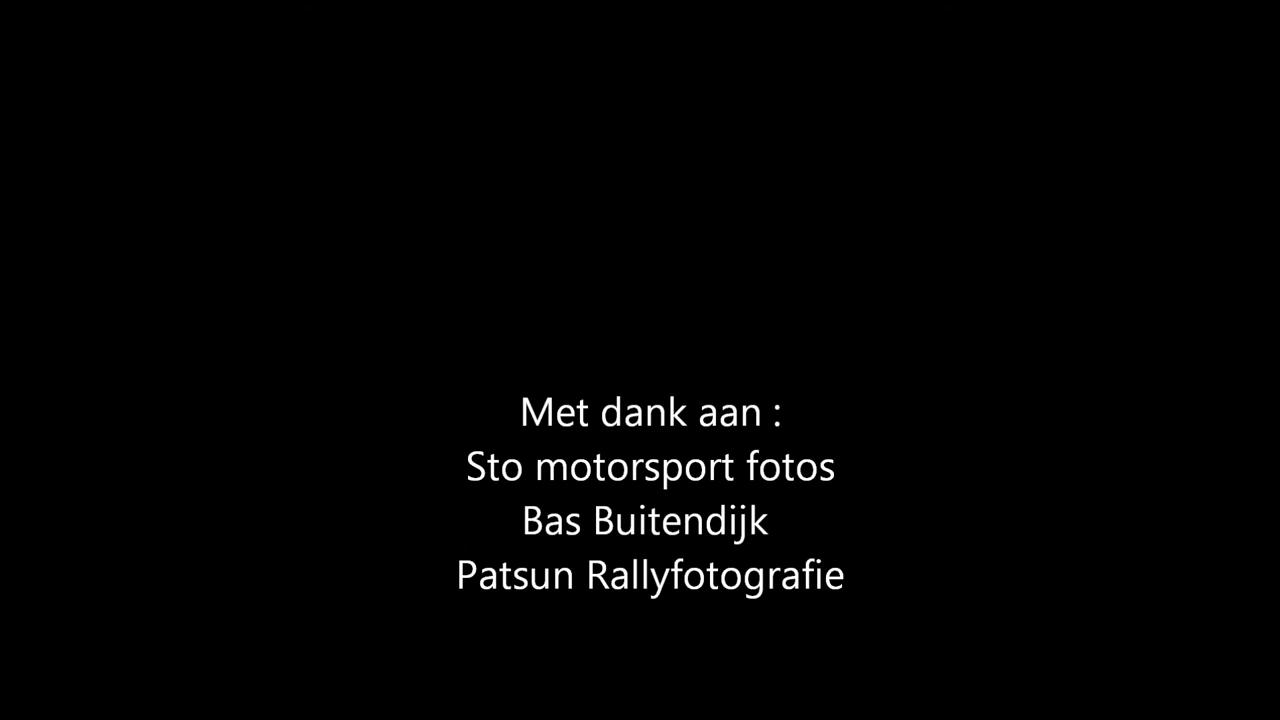 Met dank aan :
Sto motorsport fotos
Bas Buitendijk
Patsun Rallyfotografie